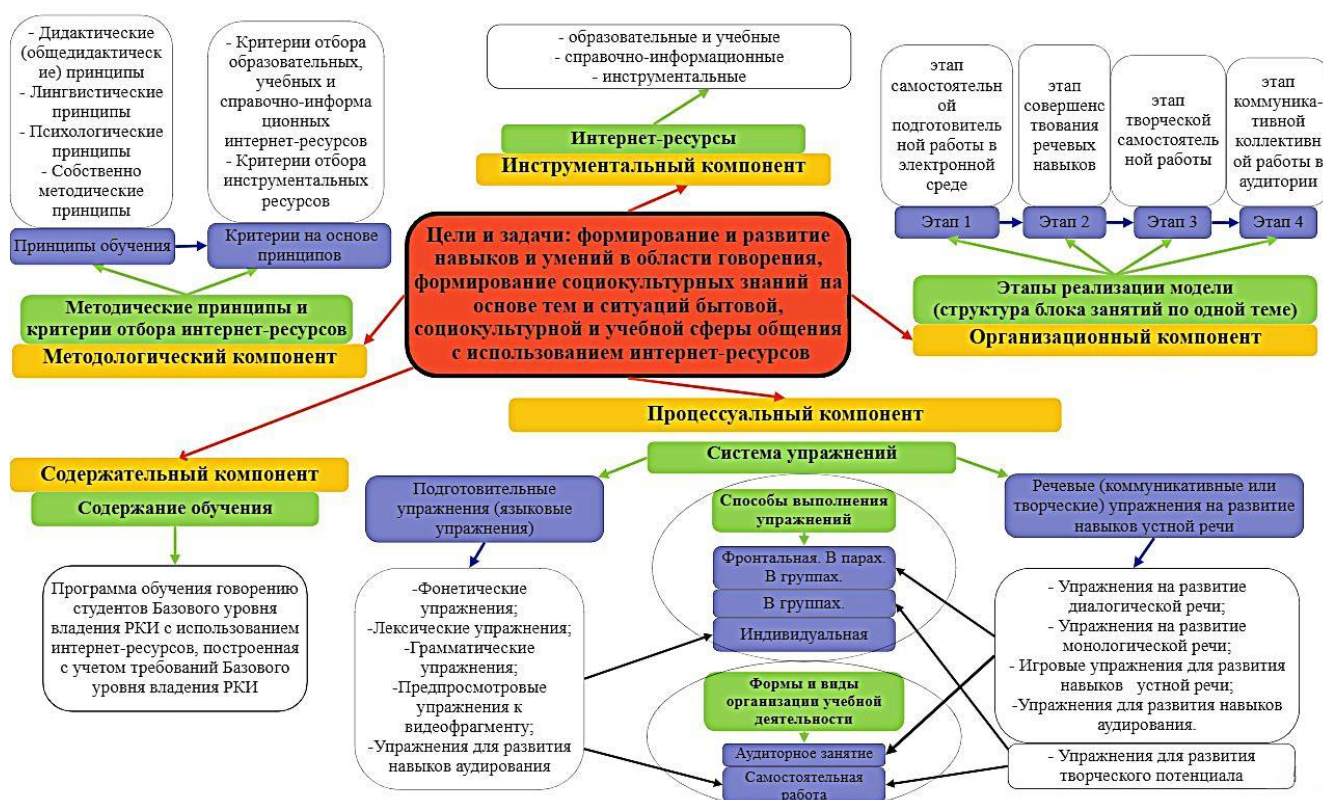 - Дидактические
(общедидактическ
ие) принципы
- Лингвистические
принципы
- Психологические
принципы
- Собственно
методические
принципы
- Критерии отбора
образовательных,
учебных и
справочно-информа
ционных
интернет-ресурсов
- Критерии отбора
инструментальных
ресурсов
Принципы обучения
Критерии на основе
принципов
Методические принципы и
критерии отбора интернет-ресурсов
Методологический компонент
- образовательные и учебные
- справочно-информационные
- инструментальные
Интернет-ресурсы
Инструментальный компонент
этап
самостоятельн
ой
подготовитель
ной работы в
электронной
среде
этап
совершенс
твования
речевых
навыков
этап
творческой
самостоятель
ной работы
этап
коммуника-
тивной
коллективн
ой работы в
аудитории
Этап 1
Этап 2
Этап 3
Этап 4
Этапы реализации модели
(структура блока занятий по одной теме)
Организационный компонент
Цели и задачи: формирование и развитие
навыков и умений в области говорения,
формирование социокультурных знаний на
основе тем и ситуаций бытовой,
социокультурной и учебной сферы общения
с использованием интернет-ресурсов
Процессуальный компонент
Система упражнений
Содержательный компонент
Содержание обучения
Программа обучения говорению
студентов Базового уровня
владения РКИ с использованием
интернет-ресурсов, построенная
с учетом требований Базового
уровня владения РКИ
Подготовительные
упражнения (языковые
упражнения)
-Фонетические
упражнения;
-Лексические упражнения;
-Грамматические
упражнения;
-Предпросмотровые
упражнения к
видеофрагменту;
-Упражнения для развития
навыков аудирования
Способы выполнения
упражнений
Фронтальная. В парах.
В группах.
В группах.
Индивидуальная
Формы и виды
организации учебной
деятельности
Аудиторное занятие
Самостоятельная
работа
Речевые (коммуникативные или
творческие) упражнения на развитие
навыков устной речи
- Упражнения на развитие
диалогической речи;
- Упражнения на развитие
монологической речи;
- Игровые упражнения для развития
навыков устной речи;
-Упражнения для развития навыков
аудирования.
- Упражнения для развития
творческого потенциала